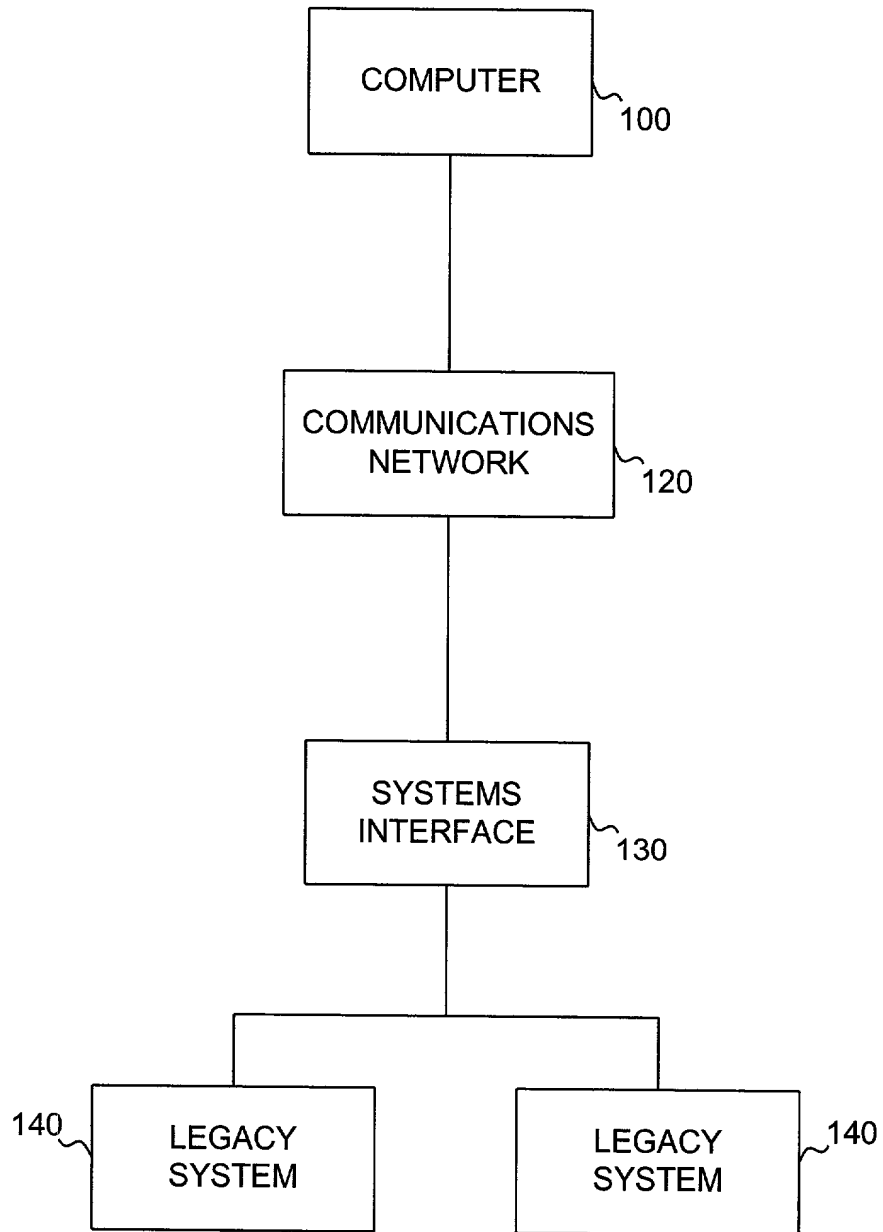 COMPUTER
100
COMMUNICATIONS
NETWORK
120
SYSTEMS
INTERFACE
130
140
LEGACY
SYSTEM
LEGACY
SYSTEM
140